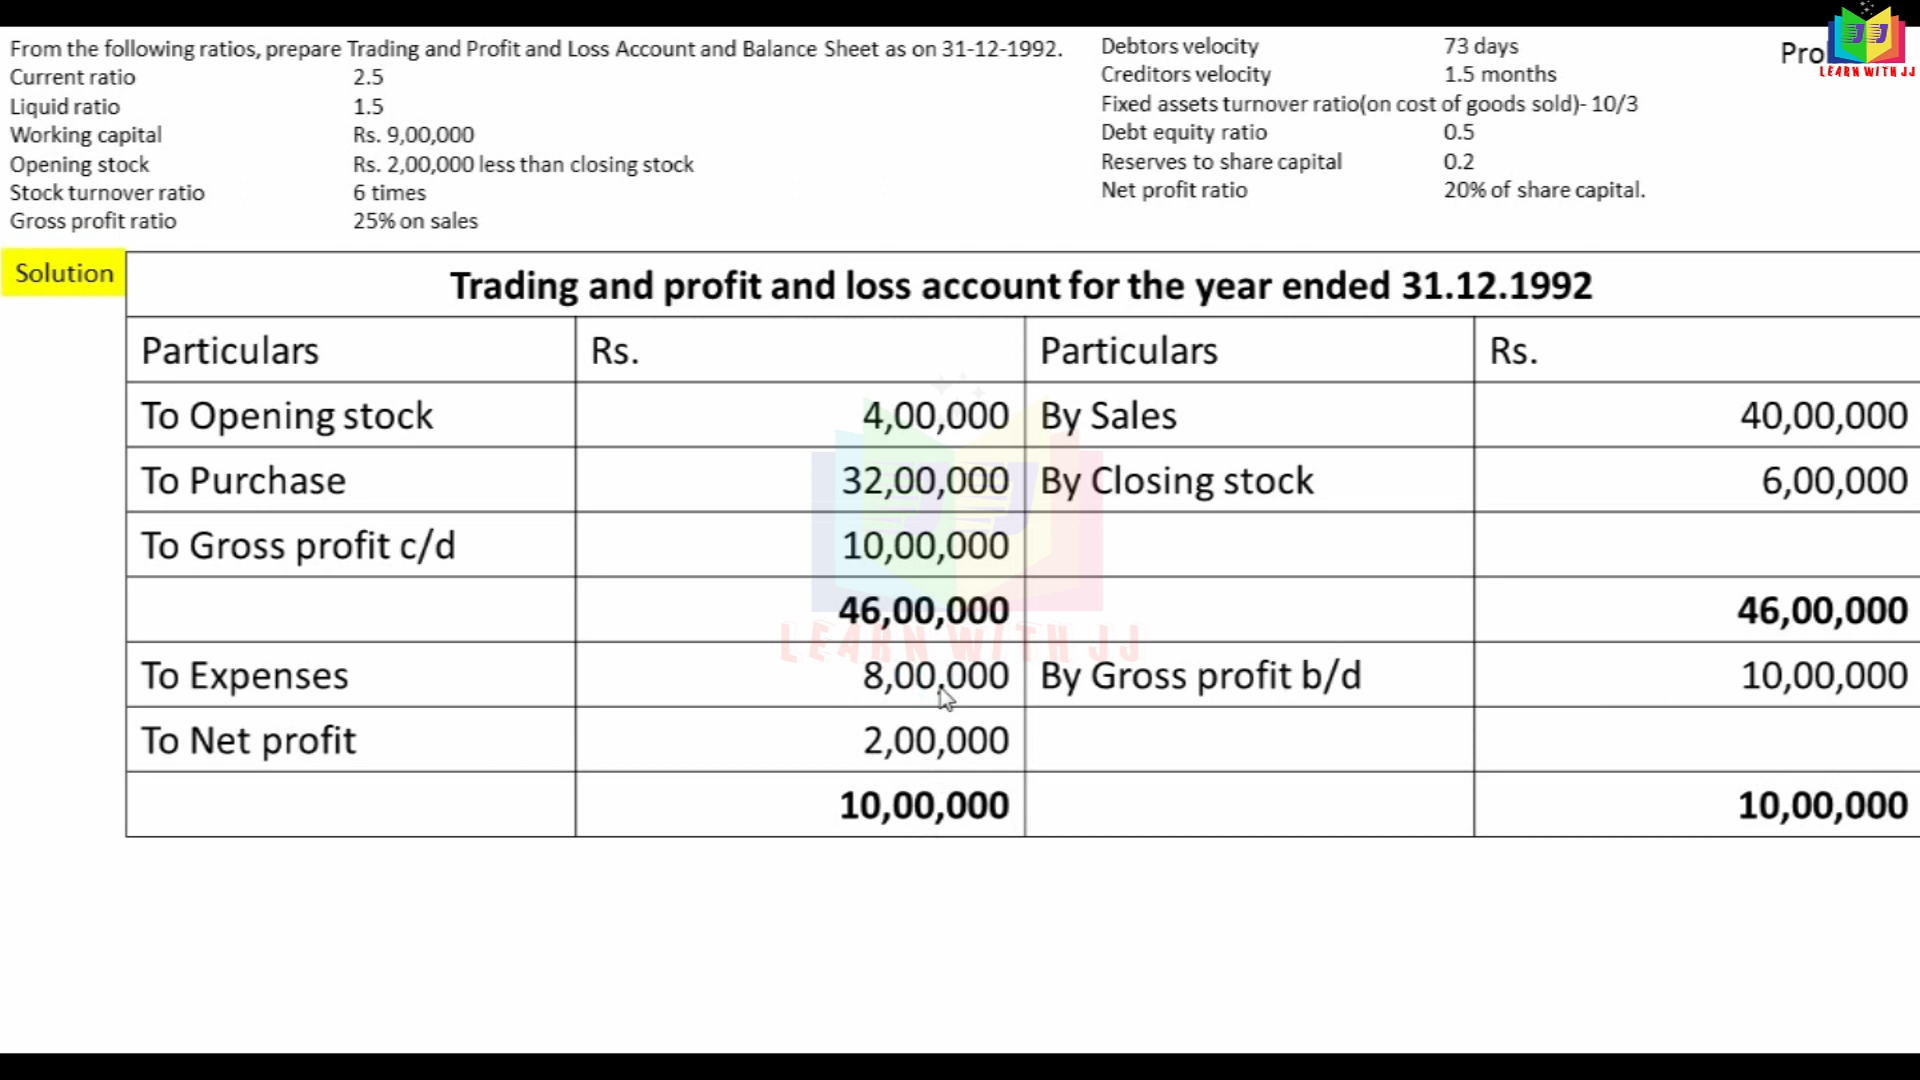 From the following ratios, prepare Trading and Profit and Loss Account and Balance Sheet as on 31-12-1992.
Current ratio 2.5
Liquid ratio 1.5
Working capital Rs. 9,00,000
Opening stock Rs. 2,00,000 less than closing stock
Stock turnover ratio 6 times
Gross profit ratio 25% on sales
Debtors velocity 73 days
Creditors velocity 1.5 months
Fixed assets turnover ratio(on cost of goods sold)- 10/3
Debt equity ratio 0.5
Reserves to share capital 0.2
Net profit ratio 20% of share capital.
Pro
LEARN WITH JJ
Solution
Trading and profit and loss account for the year ended 31.12.1992
Particulars Rs. Particulars Rs.
To Opening stock 4,00,000 By Sales 40,00,000
To Purchase 32,00,000 By Closing stock 6,00,000
To Gross profit c/d 10,00,000
46,00,000 46,00,000
LEARN WITH JJ
To Expenses 8,00,000 By Gross profit b/d 10,00,000
To Net profit 2,00,000
10,00,000 10,00,000